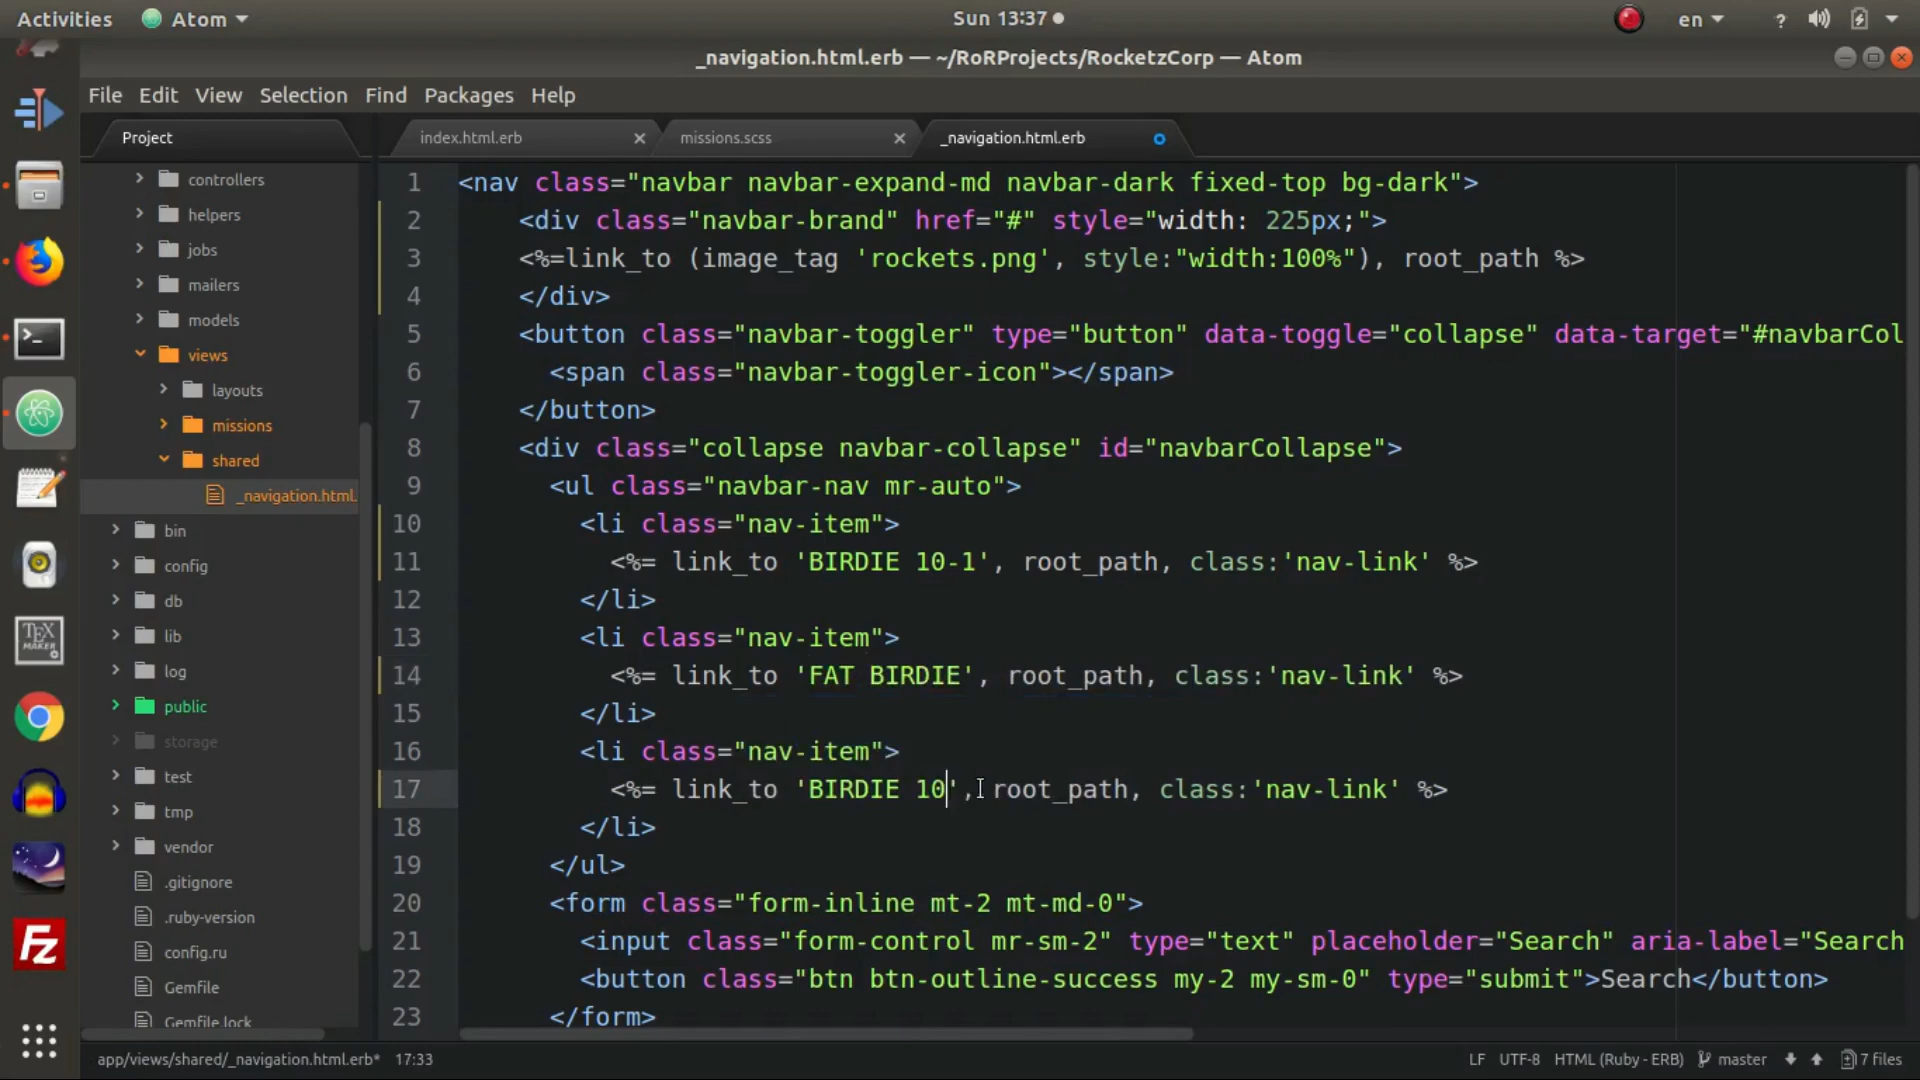 Activities
Atom
Sun 13:37
en
?
_navigation.html.erb — ~/RoRProjects/RocketzCorp — Atom
File Edit View Selection Find Packages Help
Project
index.html.erb
missions.scss
_navigation.html.erb
controllers
helpers
jobs
mailers
models
views
layouts
missions
shared
_navigation.html.
bin
config
db
lib
log
public
storage
test
tmp
vendor
.gitignore
.ruby-version
config.ru
Gemfile
Gemfile.lock
TEX
MAKER
Fz
1 <nav class="navbar navbar-expand-md navbar-dark fixed-top bg-dark">
2 <div class="navbar-brand" href="#" style="width: 225px;">
3 <%=link_to (image_tag 'rockets.png', style:"width:100%"), root_path %>
4 </div>
5 <button class="navbar-toggler" type="button" data-toggle="collapse" data-target="#navbarCol
6 <span class="navbar-toggler-icon"></span>
7 </button>
8 <div class="collapse navbar-collapse" id="navbarCollapse">
9 <ul class="navbar-nav mr-auto">
10 <li class="nav-item">
11 <%= link_to 'BIRDIE 10-1', root_path, class:'nav-link' %>
12 </li>
13 <li class="nav-item">
14 <%= link_to 'FAT BIRDIE', root_path, class:'nav-link' %>
15 </li>
16 <li class="nav-item">
17 <%= link_to 'BIRDIE 10', root_path, class:'nav-link' %>
18 </li>
19 </ul>
20 <form class="form-inline mt-2 mt-md-0">
21 <input class="form-control mr-sm-2" type="text" placeholder="Search" aria-label="Search
22 <button class="btn btn-outline-success my-2 my-sm-0" type="submit">Search</button>
23 </form>
app/views/shared/_navigation.html.erb* 17:33
LF UTF-8 HTML (Ruby - ERB) master 7 files